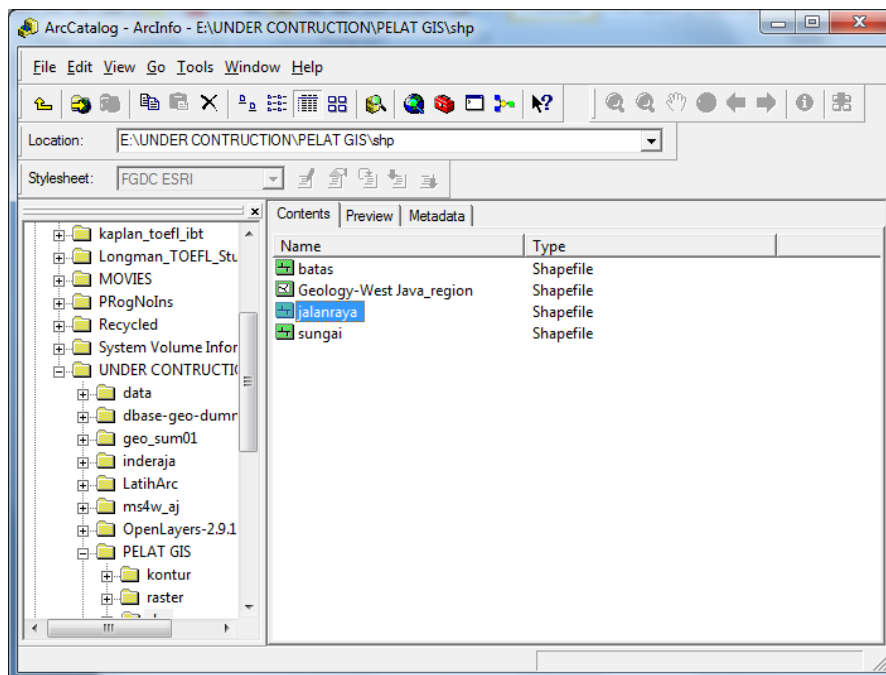 ArcCatalog - ArcInfo - E:\UNDER CONTRUCTION\PELAT GIS\shp
File Edit View Go Tools Window Help
Location: E:\UNDER CONTRUCTION\PELAT GIS\shp
Stylesheet: FGDC ESRI
kaplan_toefl_ibt
Longman_TOEFL_Stu
MOVIES
PRogNoIns
Recycled
System Volume Infor
UNDER CONTRUCTI
data
dbase-geo-dumr
geo_sum01
inderaja
LatihArc
ms4w_aj
OpenLayers-2.9.1
PELAT GIS
kontur
raster
Contents Preview Metadata
Name Type
batas Shapefile
Geology-West Java_region Shapefile
jalanraya Shapefile
sungai Shapefile